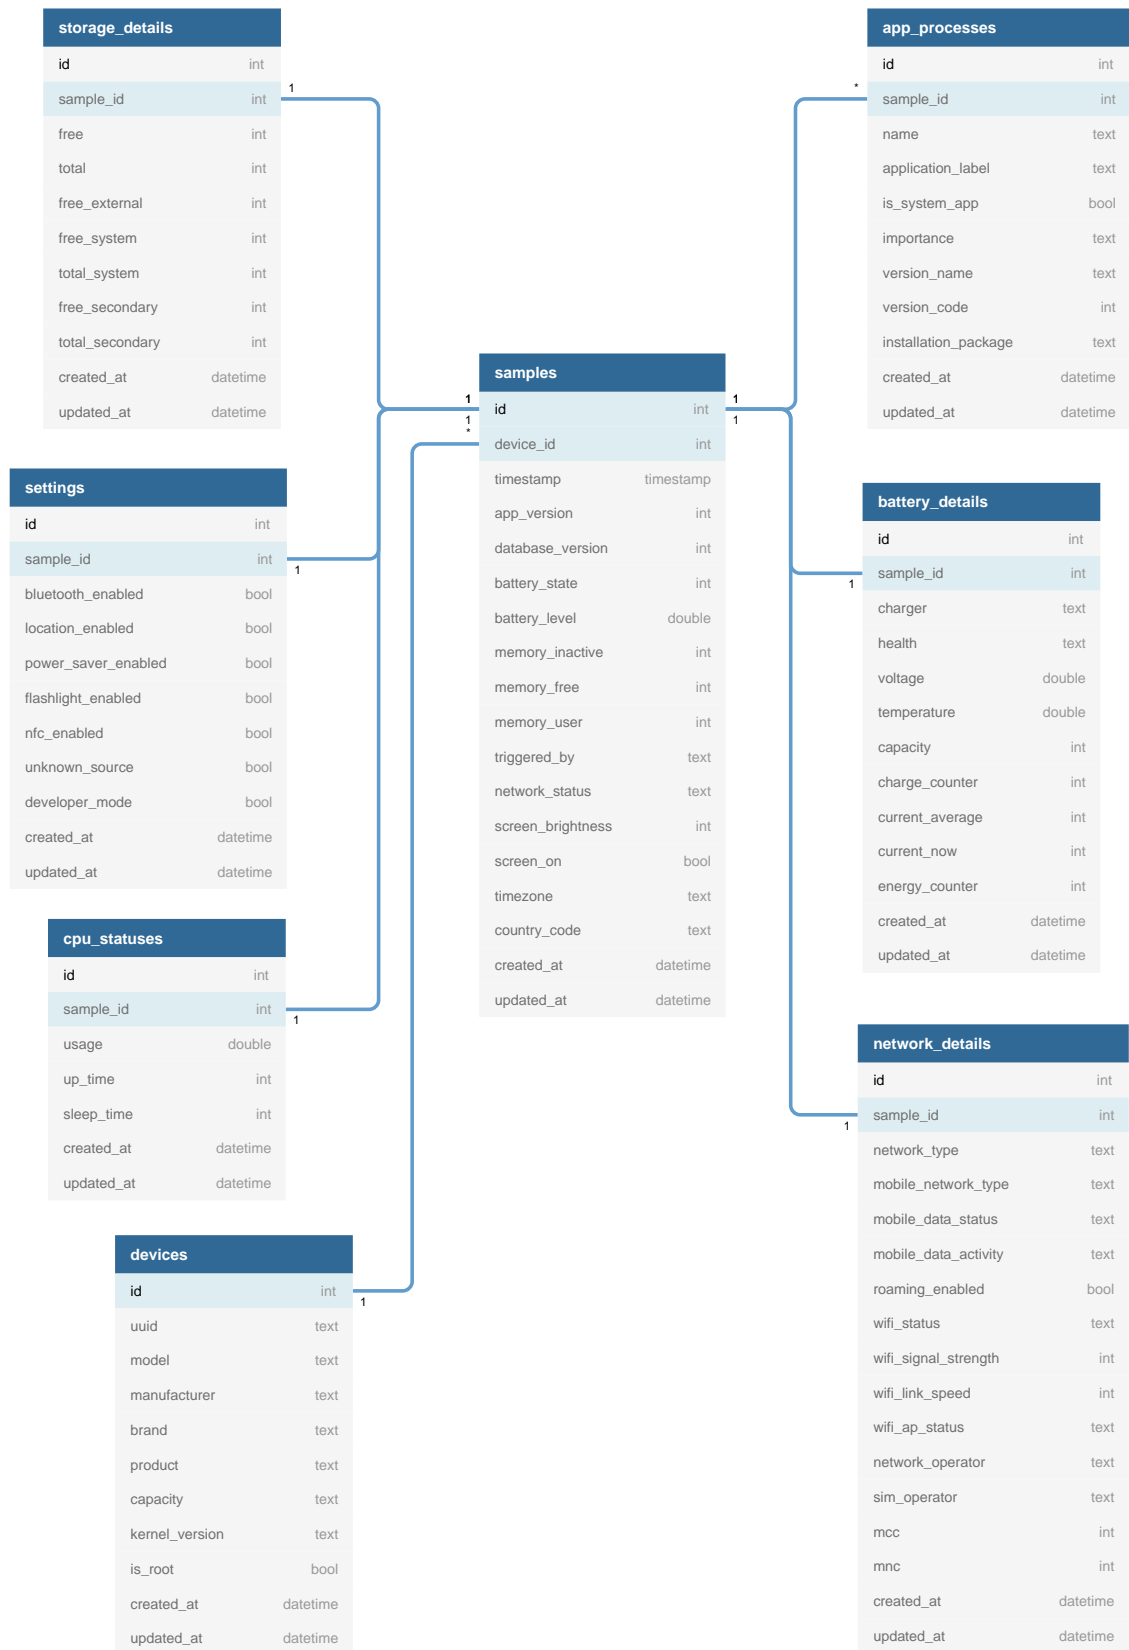 storage_details
id int
sample_id int
1
free int
total int
free_external int
free_system int
total_system int
free_secondary int
total_secondary int
created_at datetime
updated_at datetime
settings
id int
sample_id int
1
bluetooth_enabled bool
location_enabled bool
power_saver_enabled bool
flashlight_enabled bool
nfc_enabled bool
unknown_source bool
developer_mode bool
created_at datetime
updated_at datetime
cpu_statuses
id int
sample_id int
1
usage double
up_time int
sleep_time int
created_at datetime
updated_at datetime
devices
id int
1
uuid text
model text
manufacturer text
brand text
product text
capacity text
kernel_version text
is_root bool
created_at datetime
updated_at datetime
samples
1 id int 1
1 1
* device_id int
timestamp timestamp
app_version int
database_version int
battery_state int
battery_level double
memory_inactive int
memory_free int
memory_user int
triggered_by text
network_status text
screen_brightness int
screen_on bool
timezone text
country_code text
created_at datetime
updated_at datetime
app_processes
id int
* sample_id int
name text
application_label text
is_system_app bool
importance text
version_name text
version_code int
installation_package text
created_at datetime
updated_at datetime
battery_details
id int
sample_id int
1
charger text
health text
voltage double
temperature double
capacity int
charge_counter int
current_average int
current_now int
energy_counter int
created_at datetime
updated_at datetime
network_details
id int
sample_id int
1
network_type text
mobile_network_type text
mobile_data_status text
mobile_data_activity text
roaming_enabled bool
wifi_status text
wifi_signal_strength int
wifi_link_speed int
wifi_ap_status text
network_operator text
sim_operator text
mcc int
mnc int
created_at datetime
updated_at datetime